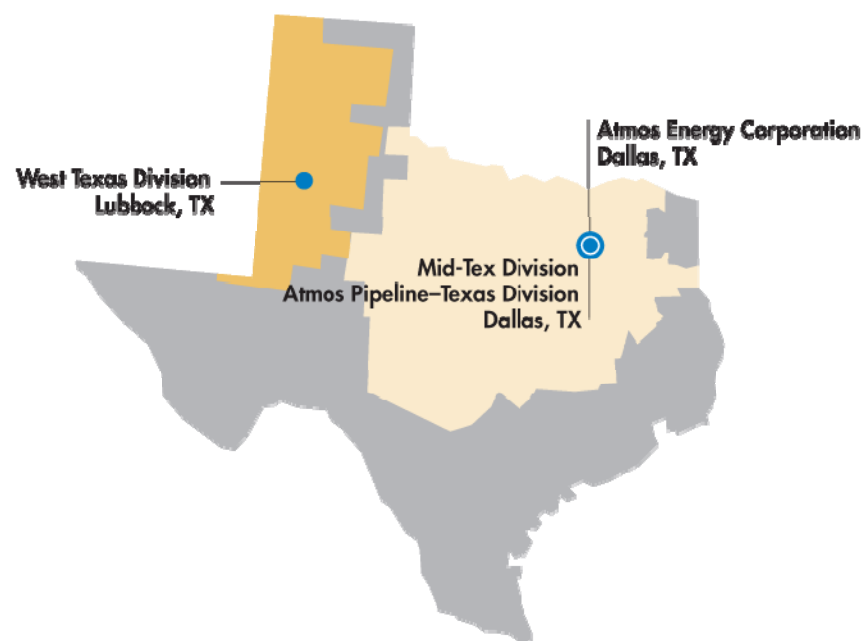 Atmos Energy Corporation
Dallas, TX
West Texas Division
Lubbock, TX
Mid-Tex Division
Atmos Pipeline–Texas Division
Dallas, TX